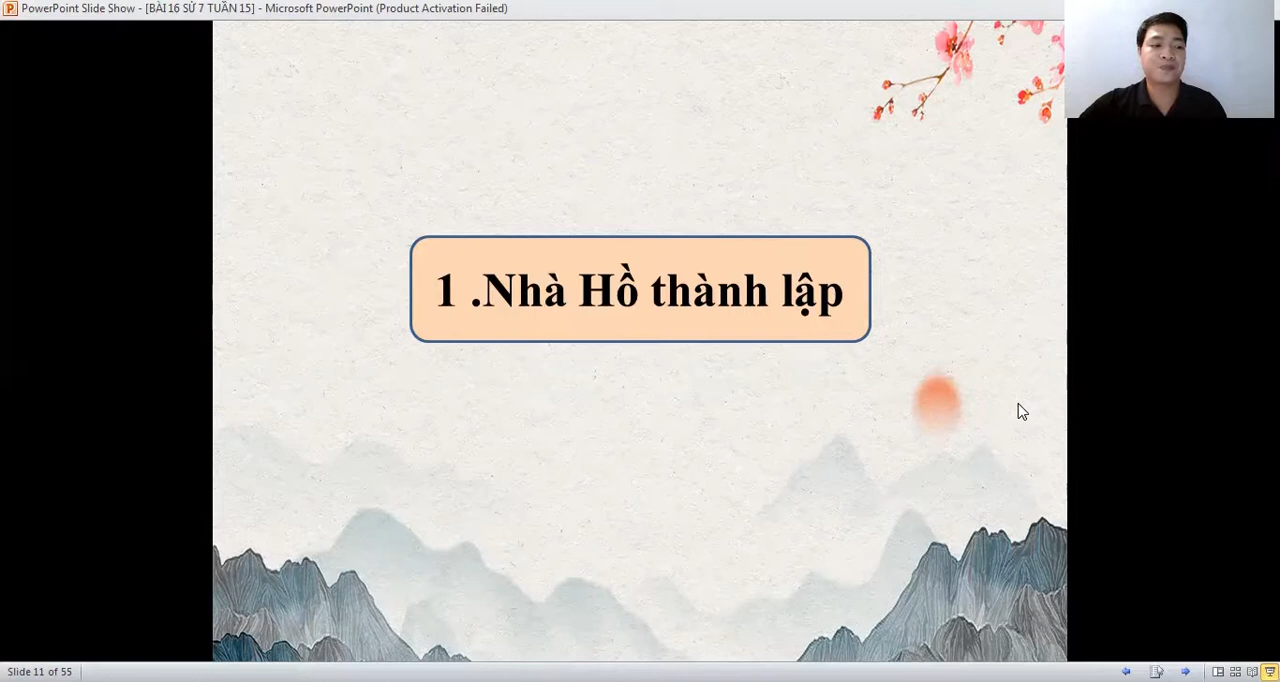 PowerPoint Slide Show - [BÀI 16 SỬ 7 TUẦN 15] - Microsoft PowerPoint (Product Activation Failed)
1 .Nhà Hồ thành lập
Slide 11 of 55